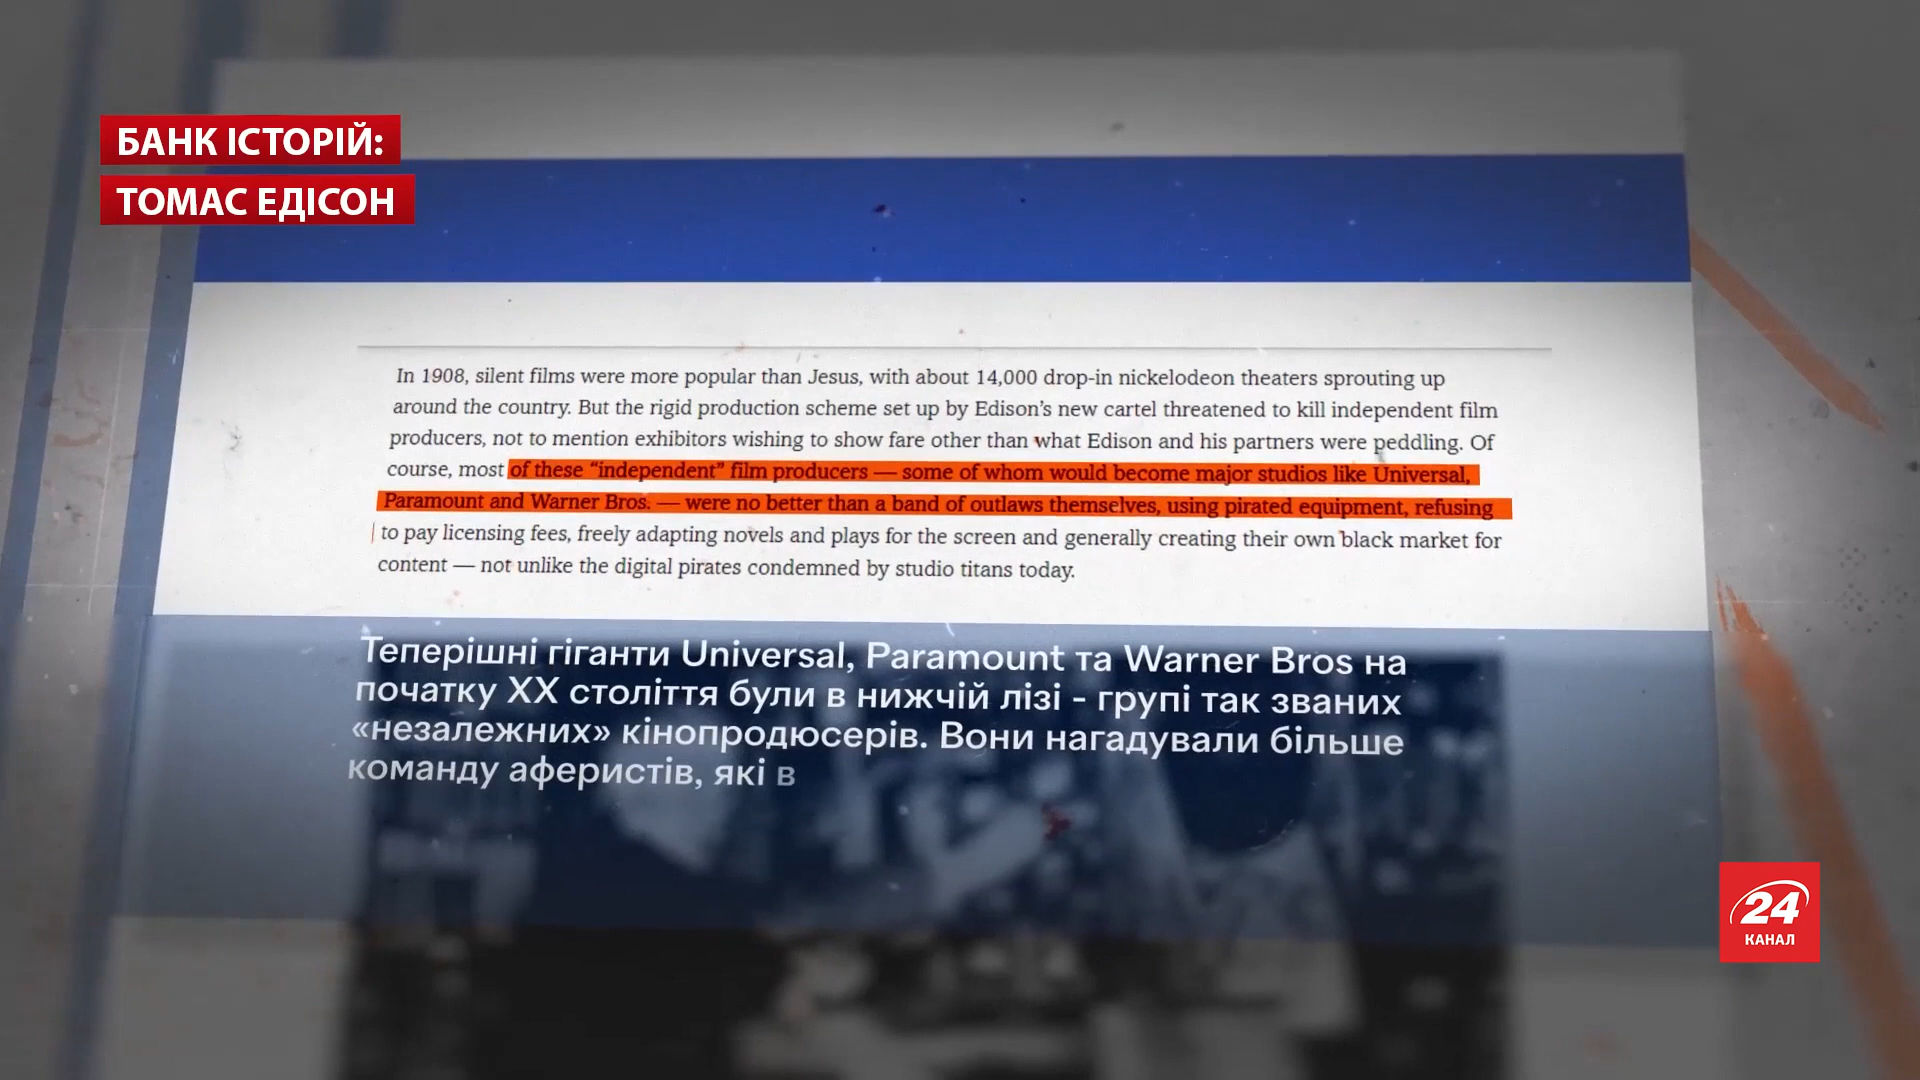 БАНК ІСТОРІЙ:
ТОМАС ЕДІСОН
In 1908, silent films were more popular than Jesus, with about 14,000 drop-in nickelodeon theaters sprouting up
around the country. But the rigid production scheme set up by Edison’s new cartel threatened to kill independent film
producers, not to mention exhibitors wishing to show fare other than what Edison and his partners were peddling. Of
course, most of these “independent” film producers — some of whom would become major studios like Universal,
Paramount and Warner Bros. — were no better than a band of outlaws themselves, using pirated equipment, refusing
to pay licensing fees, freely adapting novels and plays for the screen and generally creating their own black market for
content — not unlike the digital pirates condemned by studio titans today.
Теперішні гіганти Universal, Paramount та Warner Bros на
початку XX століття були в нижчій лізі - групі так званих
«незалежних» кінопродюсерів. Вони нагадували більше
команду аферистів, які в
24
КАНАЛ